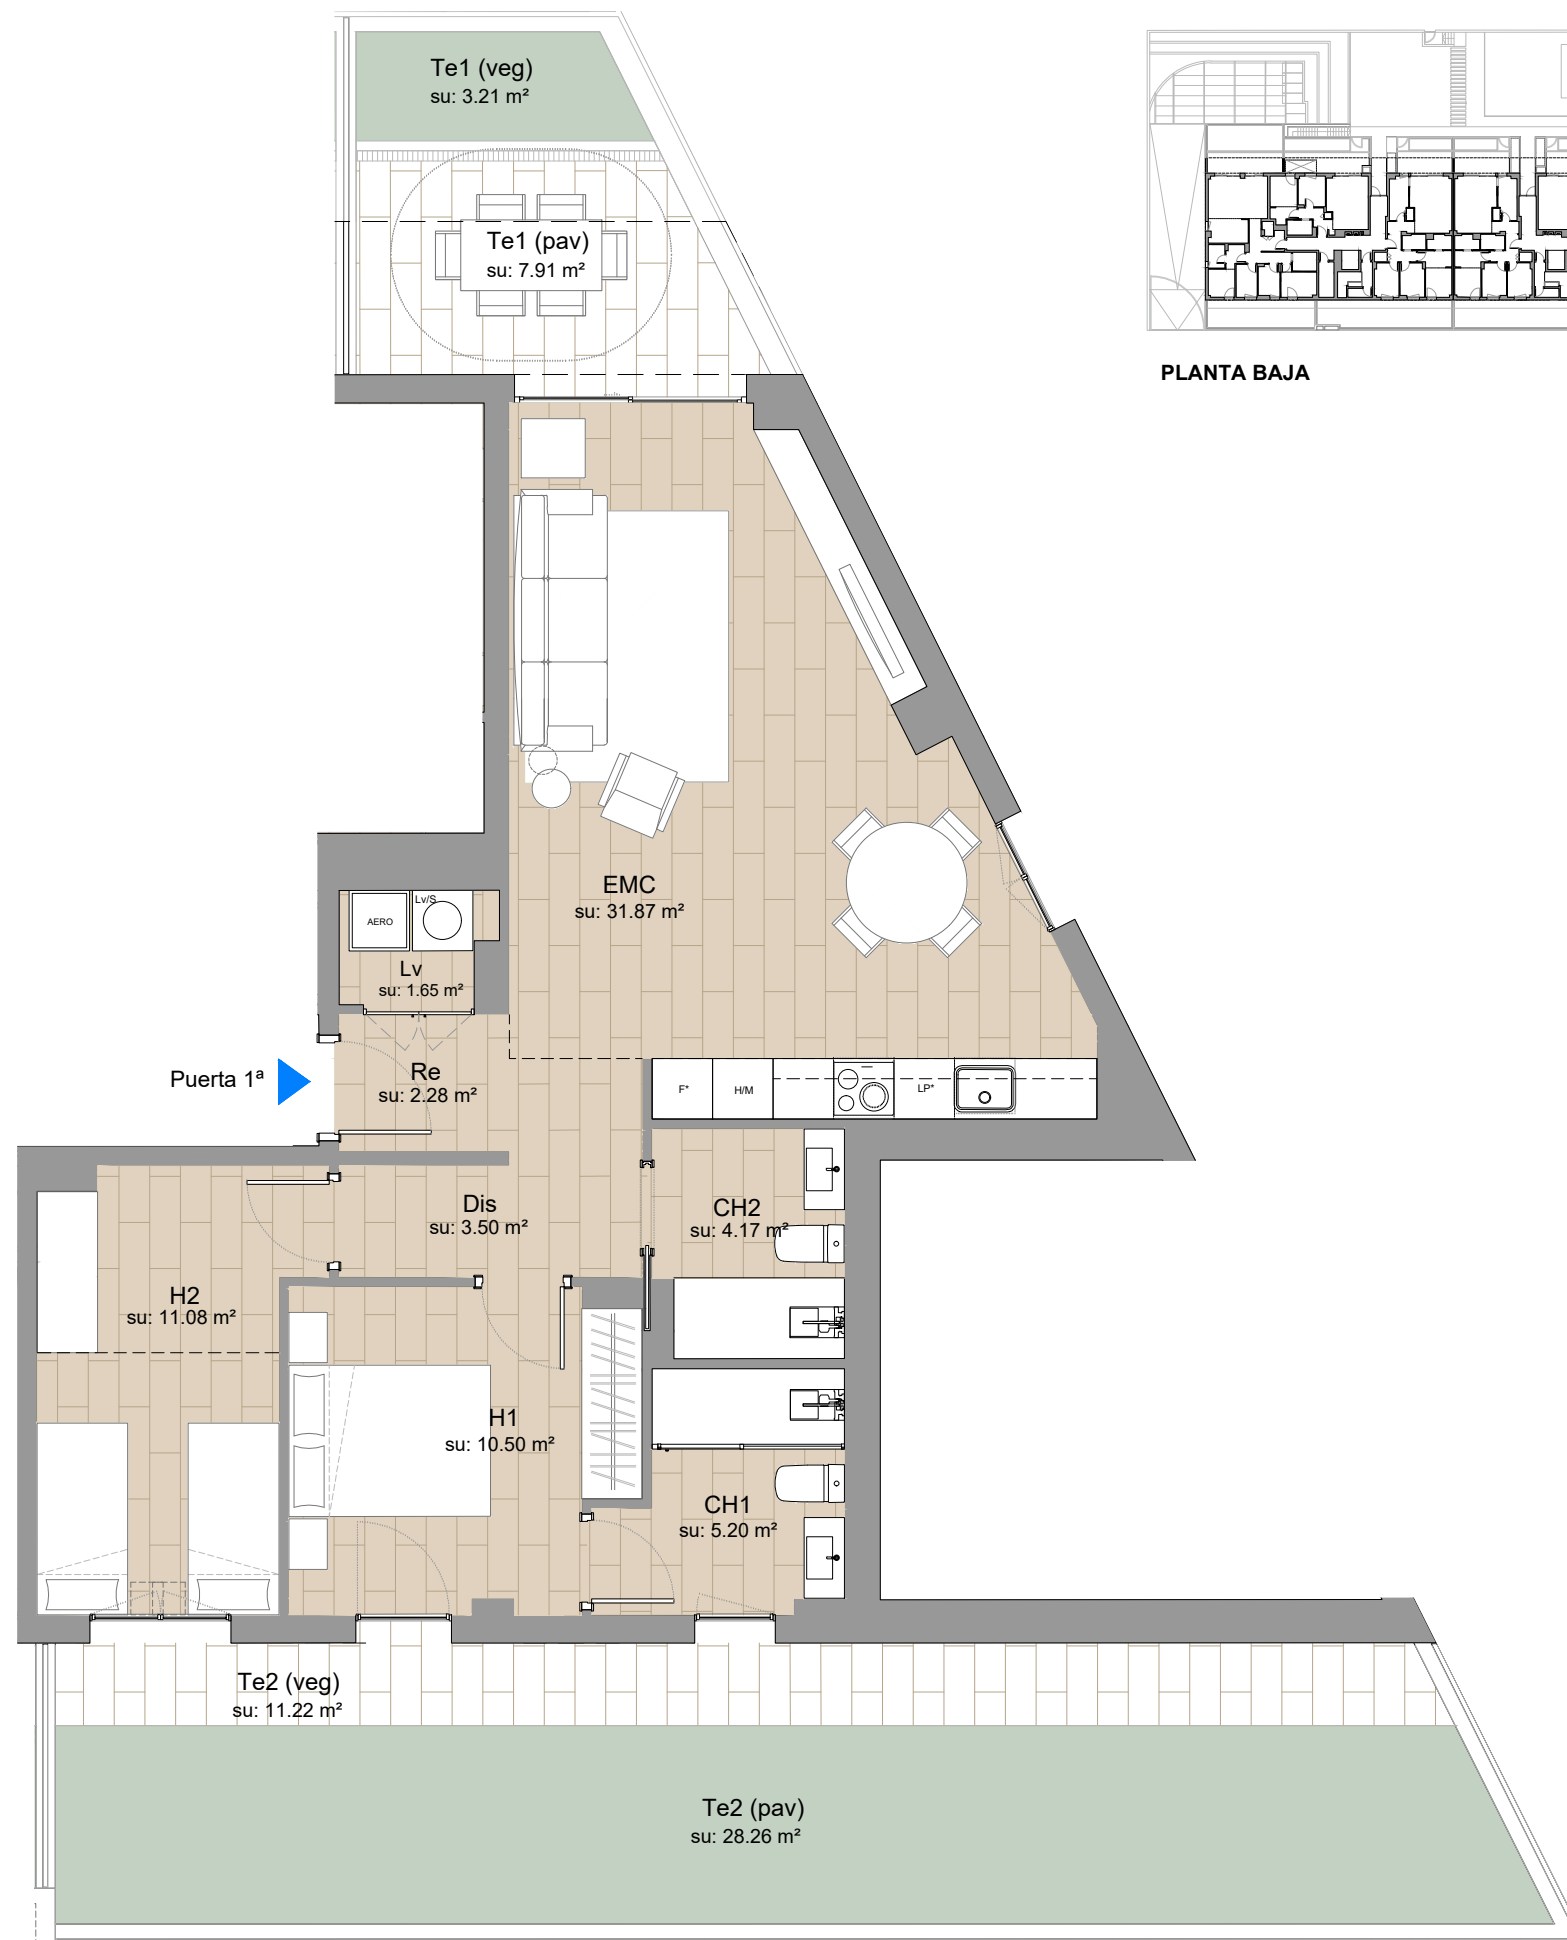 Te1 (veg)
su: 3.21 m²
Te1 (pav)
su: 7.91 m²
PLANTA BAJA
EMC
su: 31.87 m²
Lv/S
AERO
Lv
su: 1.65 m²
Puerta 1ª
Re
su: 2.28 m²
F*
H/M
LP*
Dis
su: 3.50 m²
CH2
su: 4.17 m²
H2
su: 11.08 m²
H1
su: 10.50 m²
CH1
su: 5.20 m²
Te2 (veg)
su: 11.22 m²
Te2 (pav)
su: 28.26 m²